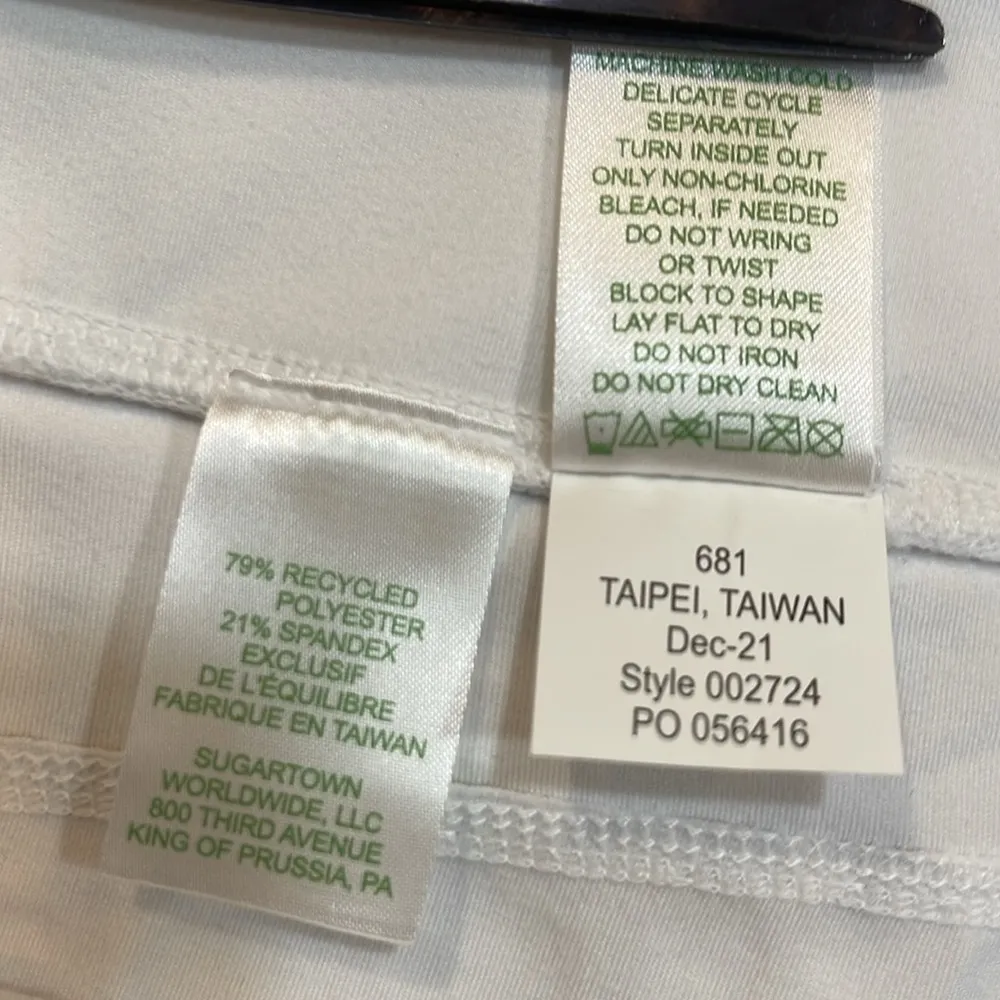 MACHINE WASH COLD
DELICATE CYCLE
SEPARATELY
TURN INSIDE OUT
ONLY NON-CHLORINE
BLEACH, IF NEEDED
DO NOT WRING
OR TWIST
BLOCK TO SHAPE
LAY FLAT TO DRY
DO NOT IRON
DO NOT DRY CLEAN
79% RECYCLED
POLYESTER
21% SPANDEX
EXCLUSIF
DE L'ÉQUILIBRE
FABRIQUE EN TAIWAN
SUGARTOWN
WORLDWIDE, LLC
800 THIRD AVENUE
KING OF PRUSSIA, PA
681
TAIPEI, TAIWAN
Dec-21
Style 002724
PO 056416